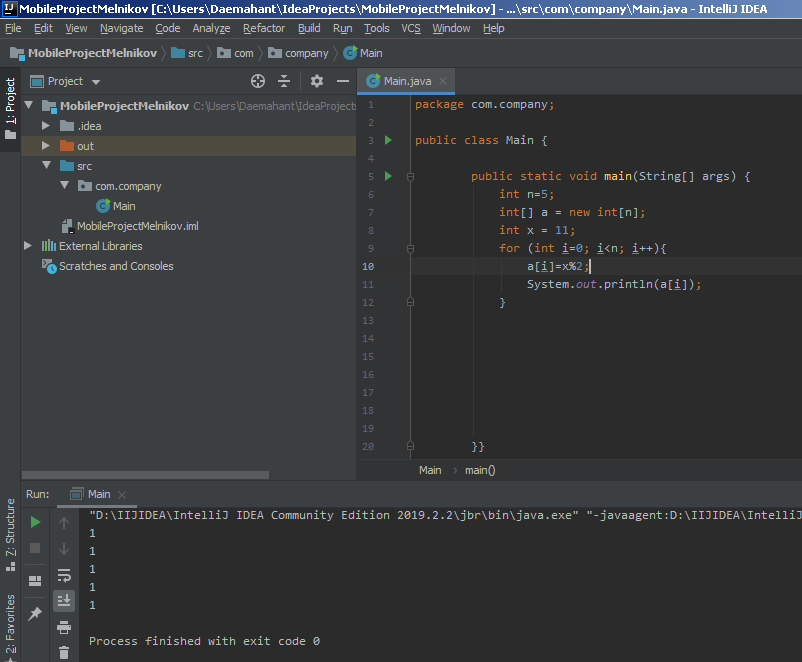 MobileProjectMelnikov [C:\Users\Daemahant\IdeaProjects\MobileProjectMelnikov] - ...\src\com\company\Main.java - IntelliJ IDEA
File Edit View Navigate Code Analyze Refactor Build Run Tools VCS Window Help
MobileProjectMelnikov src com company Main
1: Project
Project
Main.java
MobileProjectMelnikov C:\Users\Daemahant\IdeaProjects
.idea
out
src
com.company
Main
MobileProjectMelnikov.iml
External Libraries
Scratches and Consoles
1 package com.company;
2
3 public class Main {
4
5 public static void main(String[] args) {
6 int n=5;
7 int[] a = new int[n];
8 int x = 11;
9 for (int i=0; i<n; i++){
10 a[i]=x%2;
11 System.out.println(a[i]);
12 }
13
14
15
16
17
18
19
20 }}
Main main()
Z: Structure
2: Favorites
Run: Main
"D:\IIJIDEA\IntelliJ IDEA Community Edition 2019.2.2\jbr\bin\java.exe" "-javaagent:D:\IIJIDEA\IntelliJ
1
1
1
1
1
Process finished with exit code 0